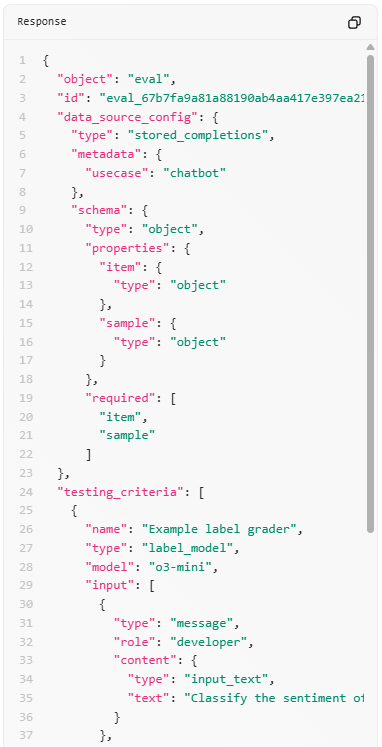 Response
1 {
2 "object": "eval",
3 "id": "eval_67b7fa9a81a88190ab4aa417e397ea21
4 "data_source_config": {
5 "type": "stored_completions",
6 "metadata": {
7 "usecase": "chatbot"
8 },
9 "schema": {
10 "type": "object",
11 "properties": {
12 "item": {
13 "type": "object"
14 },
15 "sample": {
16 "type": "object"
17 }
18 },
19 "required": [
20 "item",
21 "sample"
22 ]
23 },
24 "testing_criteria": [
25 {
26 "name": "Example label grader",
27 "type": "label_model",
28 "model": "o3-mini",
29 "input": [
30 {
31 "type": "message",
32 "role": "developer",
33 "content": {
34 "type": "input_text",
35 "text": "Classify the sentiment of
36 }
37 },